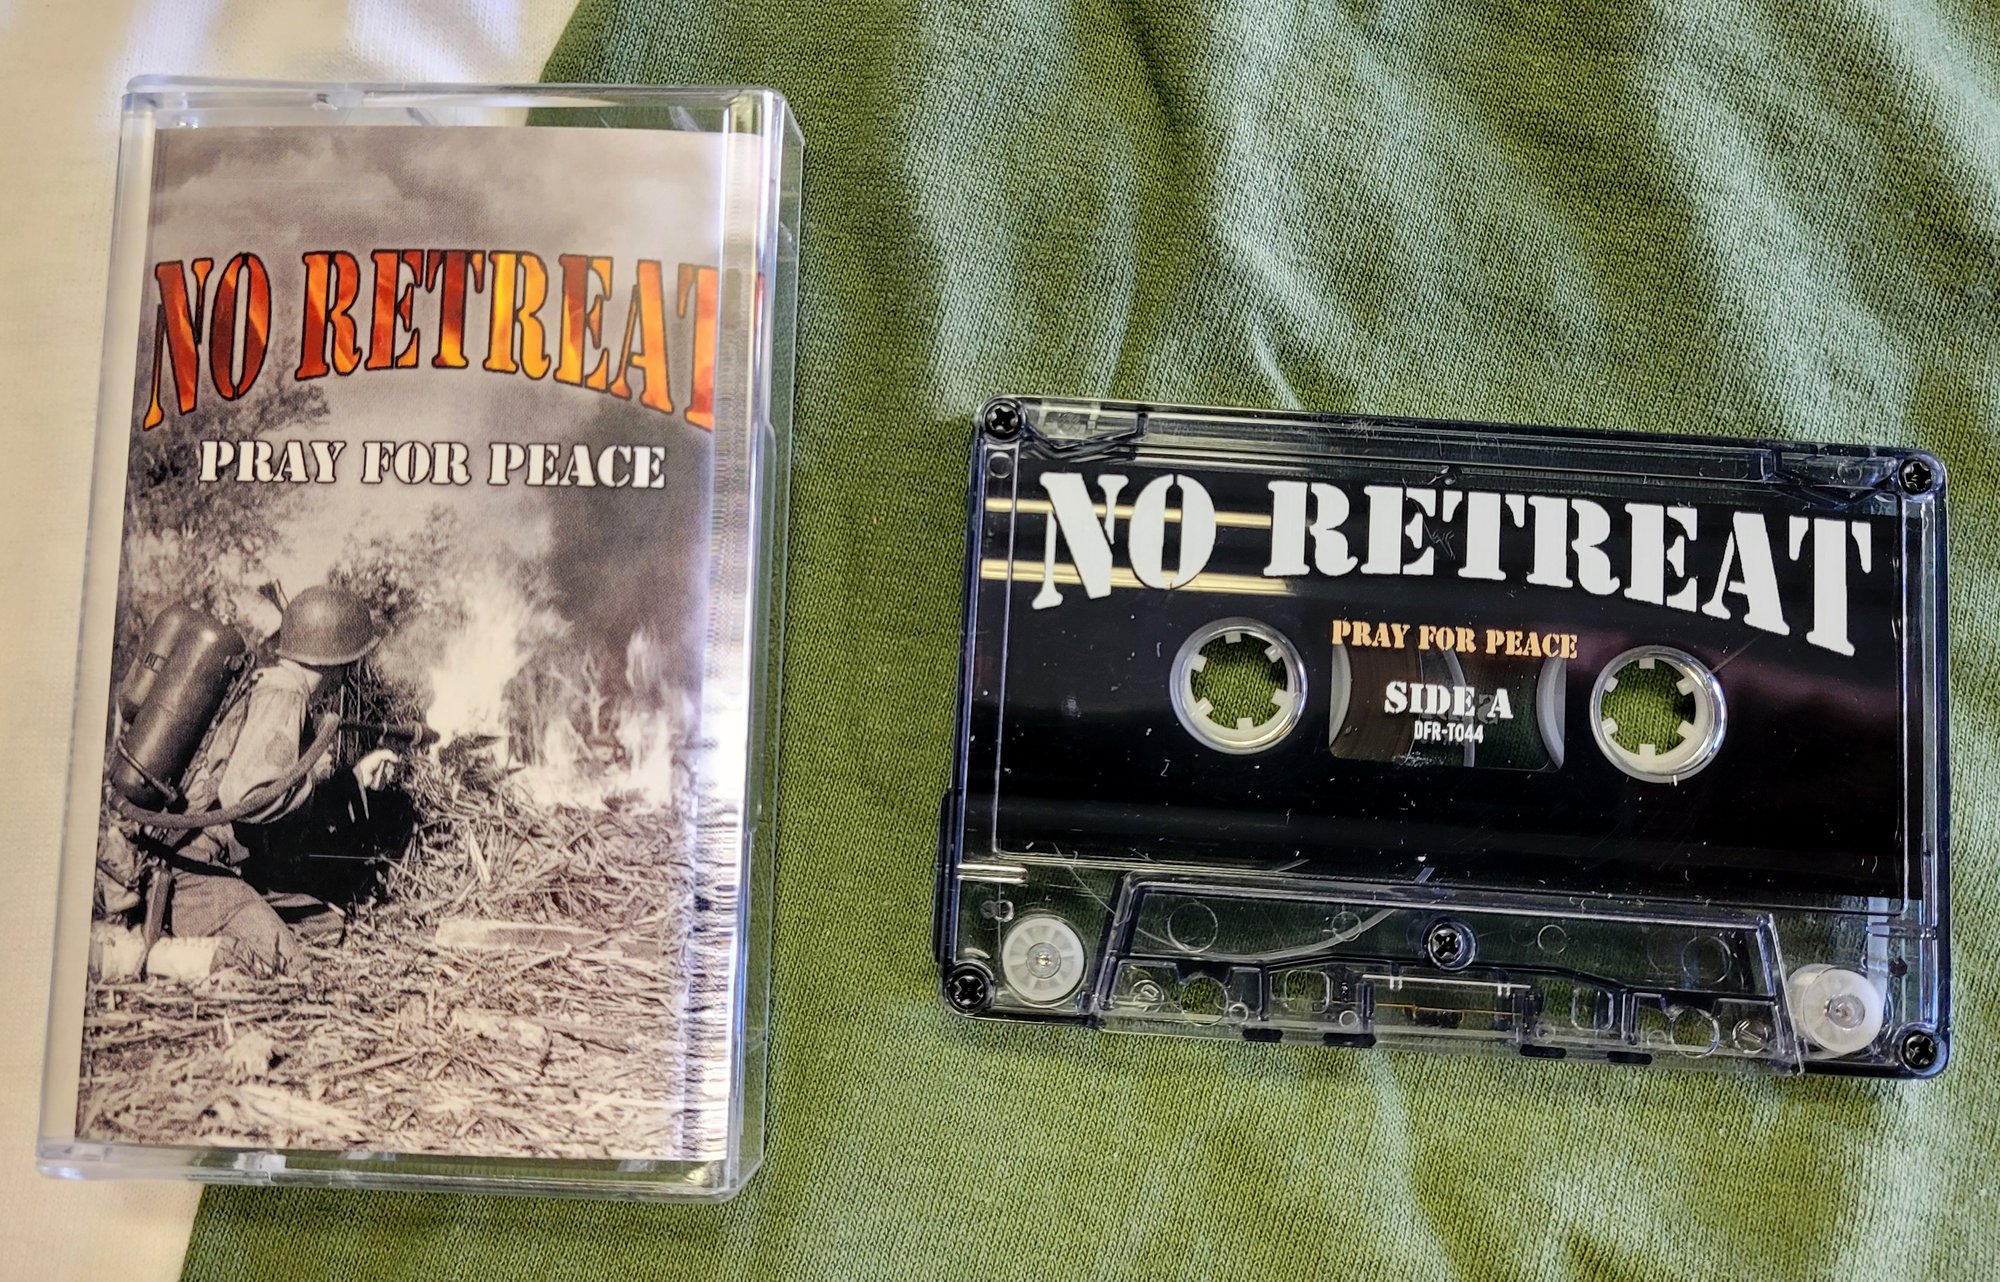 NO RETREAT
PRAY FOR PEACE
NO RETREAT
PRAY FOR PEACE
SIDE A
DFR-T044